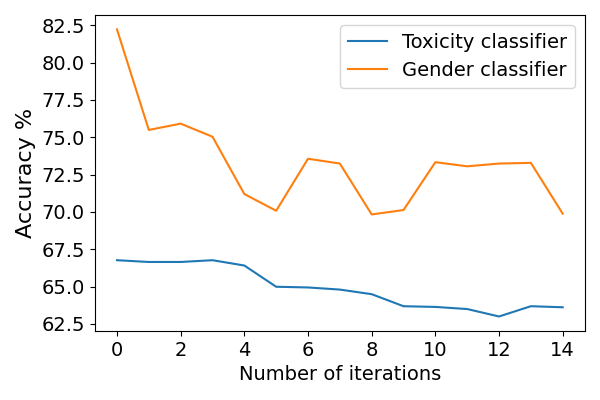 Toxicity classifier
Gender classifier
Accuracy %
82.5
80.0
77.5
75.0
72.5
70.0
67.5
65.0
62.5
0 2 4 6 8 10 12 14
Number of iterations